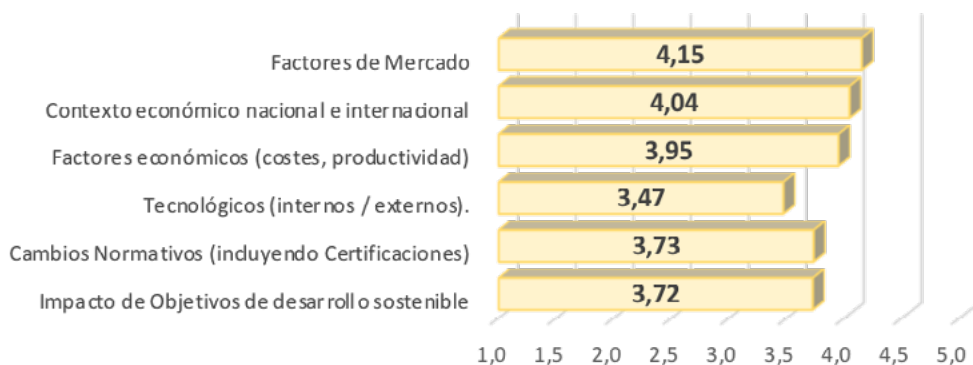 Factores de Mercado 4,15
Contexto económico nacional e internacional 4,04
Factores económicos (costes, productividad) 3,95
Tecnológicos (internos / externos). 3,47
Cambios Normativos (incluyendo Certificaciones) 3,73
Impacto de Objetivos de desarrollo sostenible 3,72
1,0 1,5 2,0 2,5 3,0 3,5 4,0 4,5 5,0